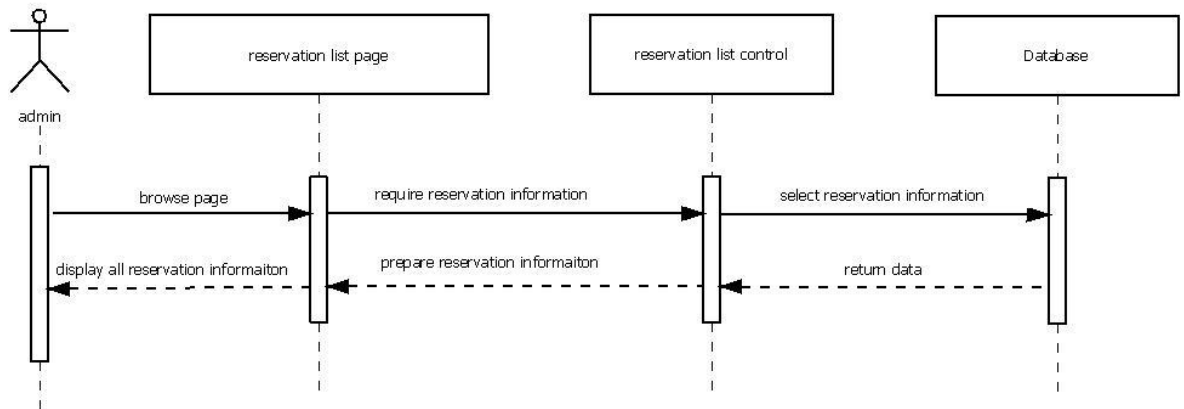 reservation list page
reservation list control
Database
admin
browse page
require reservation information
select reservation information
display all reservation informaiton
prepare reservation informaiton
return data